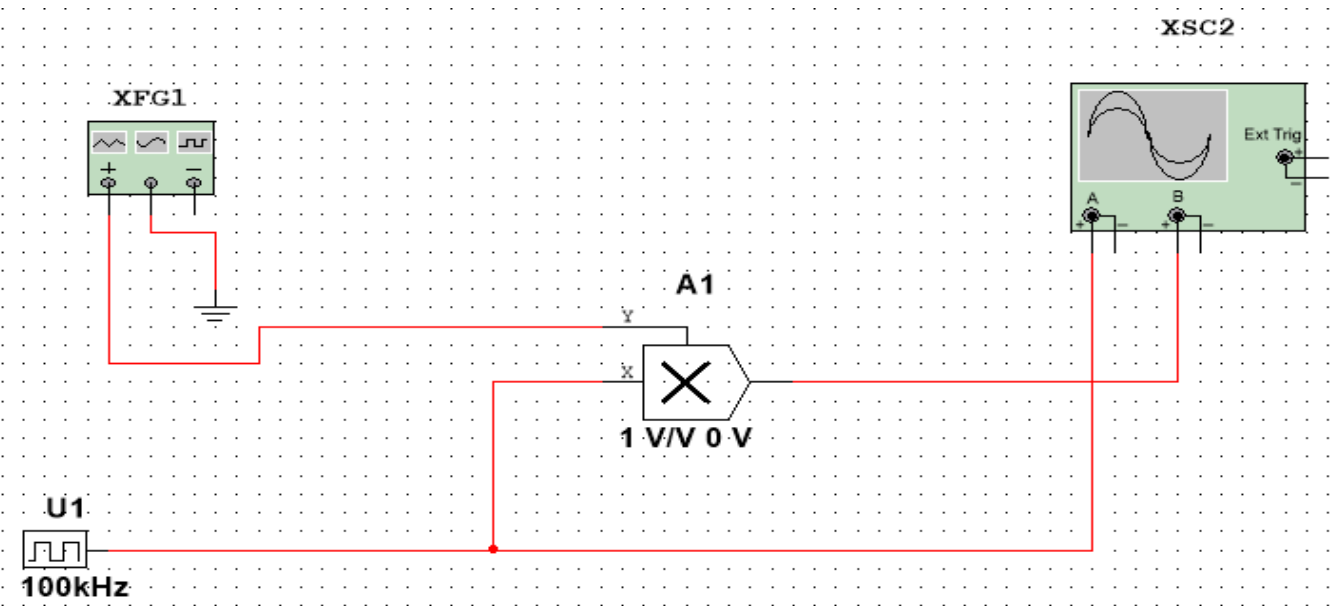 XSC2
XFG1
Ext Trig
+
−
+
−
A
B
+
−
+
−
A1
Y
X
1 V/V 0 V
U1
100kHz